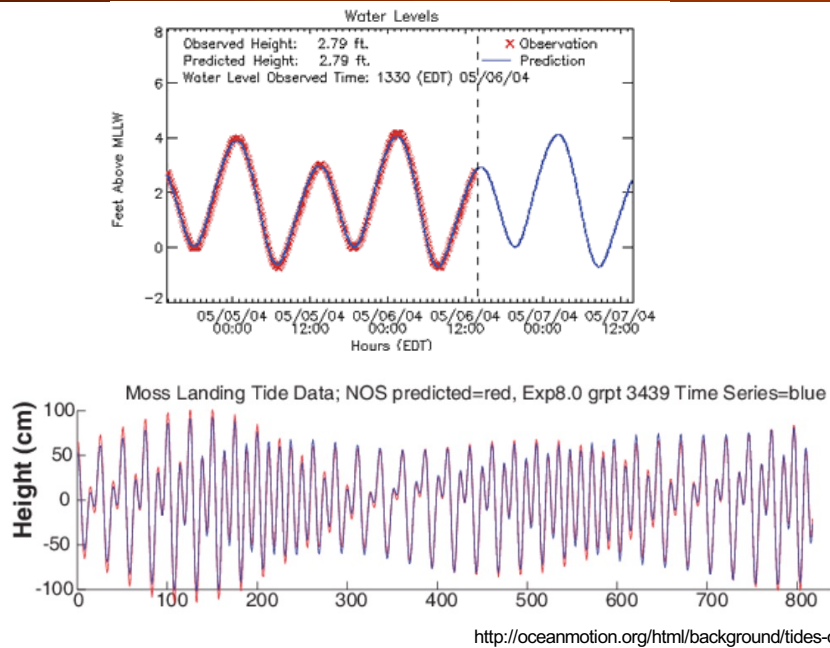 Water Levels
8
6
4
2
0
-2
Feet Above MLLW
Observed Height: 2.79 ft.
Predicted Height: 2.79 ft.
Water Level Observed Time: 1330 (EDT) 05/06/04
× Observation
Prediction
05/05/04 05/05/04 05/06/04 05/06/04 05/07/04 05/07/04
00:00 12:00 00:00 12:00 00:00 12:00
Hours (EDT)
Moss Landing Tide Data; NOS predicted=red, Exp8.0 grpt 3439 Time Series=blue
Height (cm)
100
50
0
-50
-100
0 100 200 300 400 500 600 700 800
http://oceanmotion.org/html/background/tides-